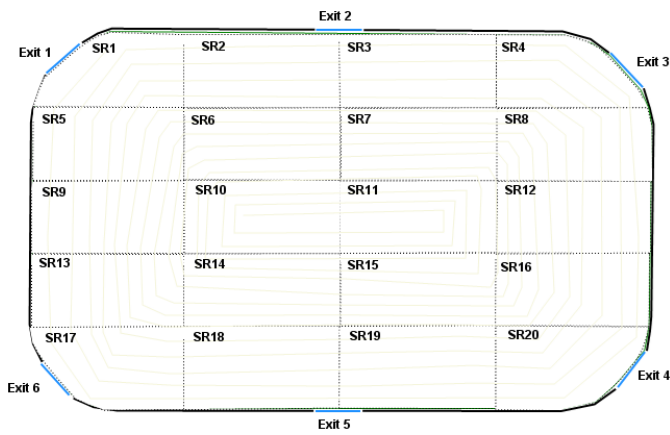 Exit 2
Exit 1
SR1
SR2
SR3
SR4
Exit 3
SR5
SR6
SR7
SR8
SR9
SR10
SR11
SR12
SR13
SR14
SR15
SR16
SR17
SR18
SR19
SR20
Exit 6
Exit 4
Exit 5